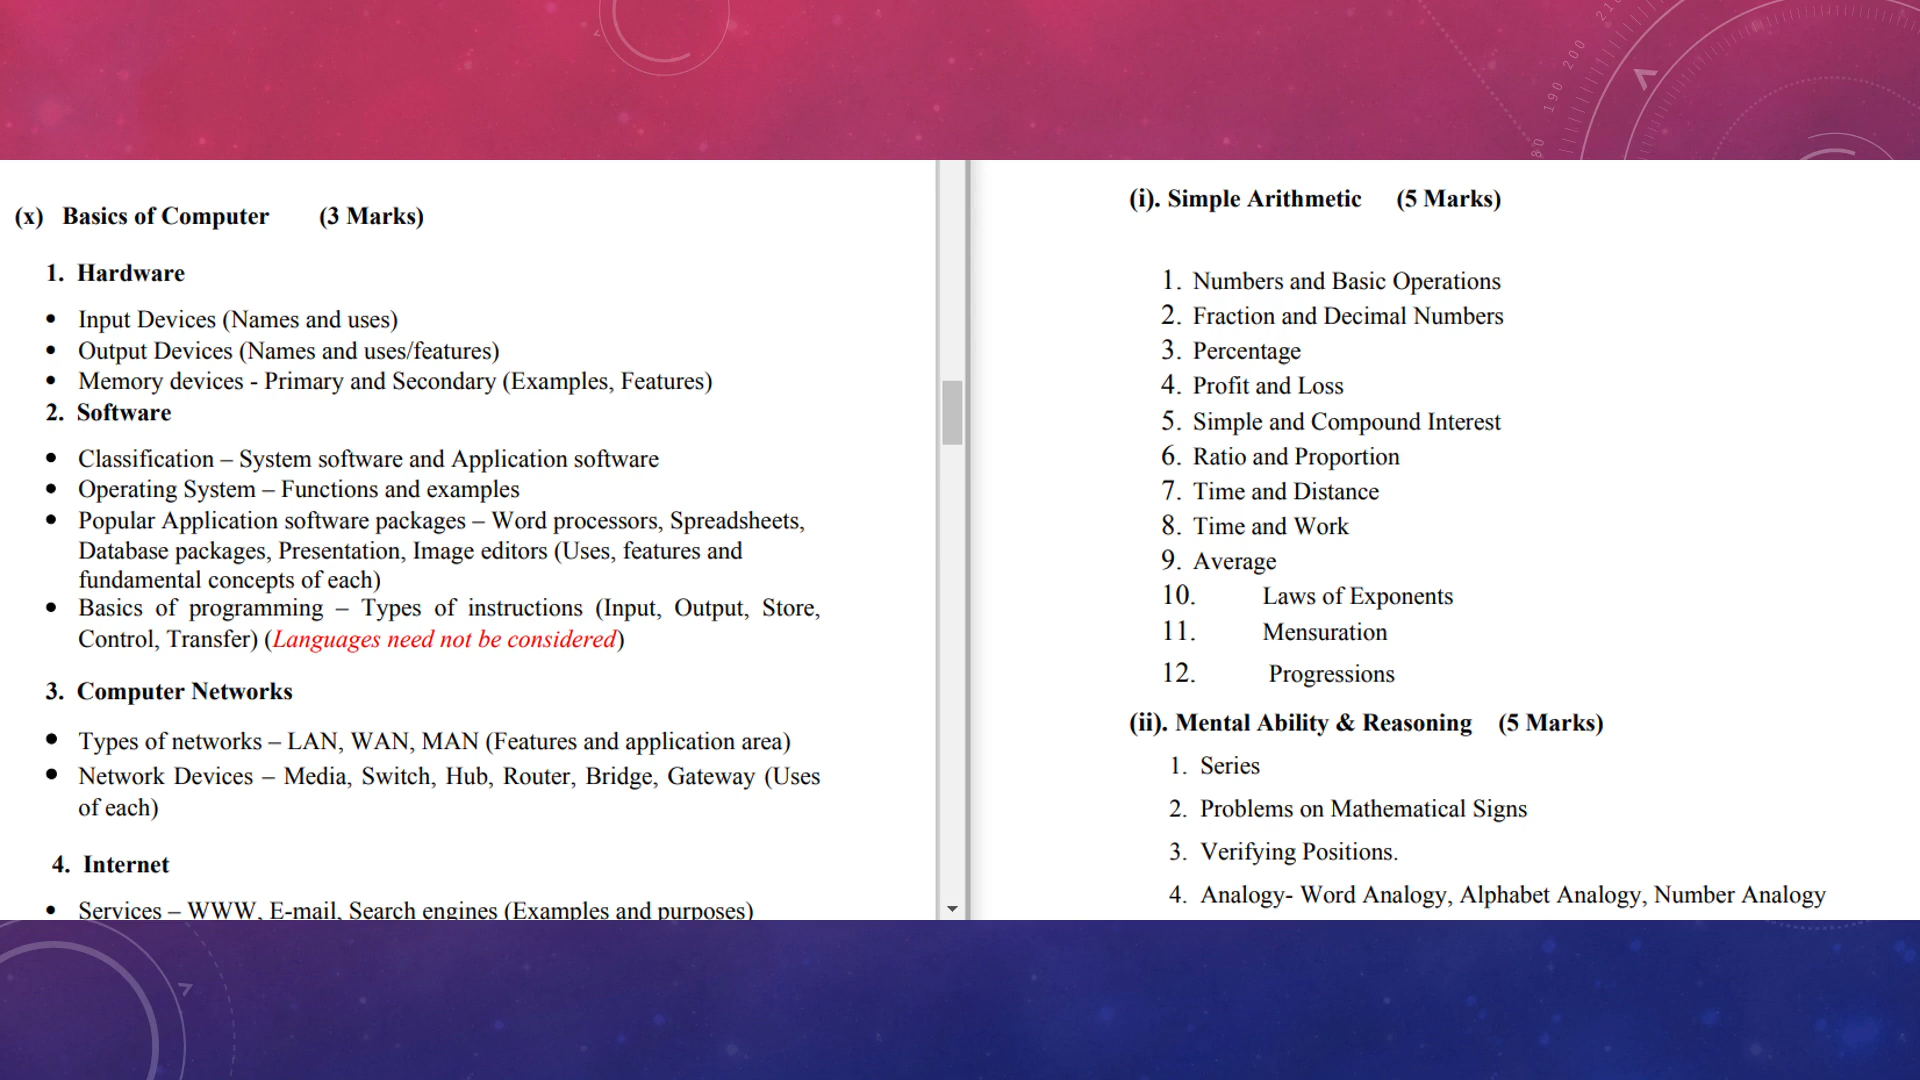 (x) Basics of Computer (3 Marks)
1. Hardware
• Input Devices (Names and uses)
• Output Devices (Names and uses/features)
• Memory devices - Primary and Secondary (Examples, Features)
2. Software
• Classification – System software and Application software
• Operating System – Functions and examples
• Popular Application software packages – Word processors, Spreadsheets,
Database packages, Presentation, Image editors (Uses, features and
fundamental concepts of each)
• Basics of programming – Types of instructions (Input, Output, Store,
Control, Transfer) (Languages need not be considered)
3. Computer Networks
• Types of networks – LAN, WAN, MAN (Features and application area)
• Network Devices – Media, Switch, Hub, Router, Bridge, Gateway (Uses
of each)
4. Internet
• Services – WWW, E-mail, Search engines (Examples and purposes)
(i). Simple Arithmetic (5 Marks)
1. Numbers and Basic Operations
2. Fraction and Decimal Numbers
3. Percentage
4. Profit and Loss
5. Simple and Compound Interest
6. Ratio and Proportion
7. Time and Distance
8. Time and Work
9. Average
10. Laws of Exponents
11. Mensuration
12. Progressions
(ii). Mental Ability & Reasoning (5 Marks)
1. Series
2. Problems on Mathematical Signs
3. Verifying Positions.
4. Analogy- Word Analogy, Alphabet Analogy, Number Analogy
190
200